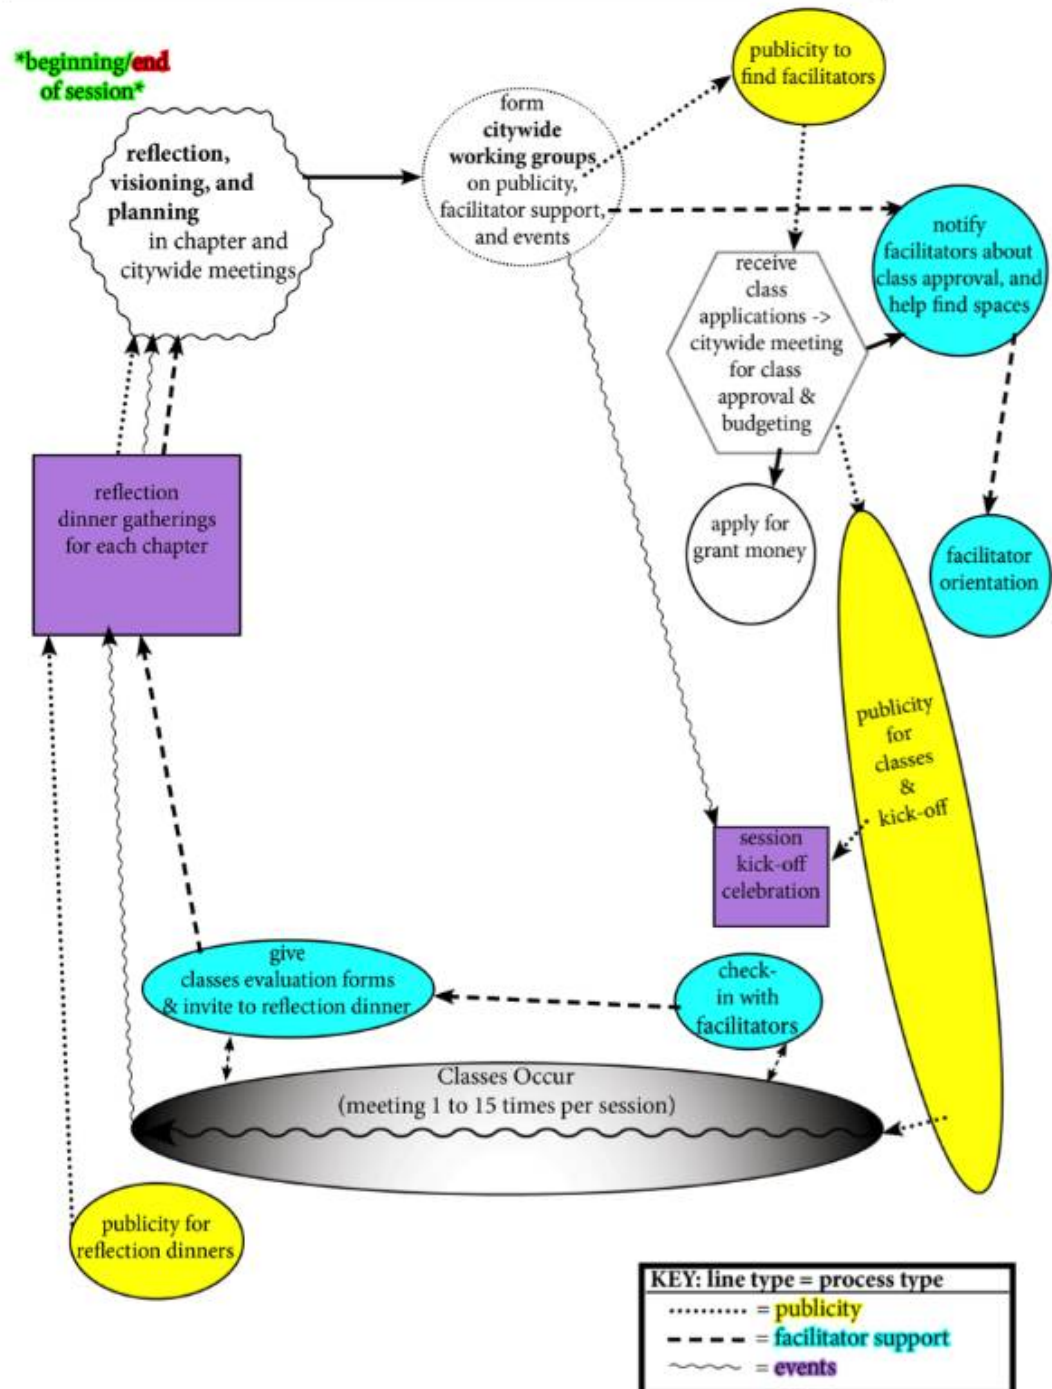 *beginning/end
of session*
reflection,
visioning, and
planning
in chapter and
citywide meetings
form
citywide
working groups
on publicity,
facilitator support,
and events
publicity to
find facilitators
notify
facilitators about
class approval, and
help find spaces
receive
class
applications ->
citywide meeting
for class
approval &
budgeting
apply for
grant money
facilitator
orientation
reflection
dinner gatherings
for each chapter
publicity
for
classes
&
kick-off
session
kick-off
celebration
give
classes evaluation forms
& invite to reflection dinner
check-
in with
facilitators
Classes Occur
(meeting 1 to 15 times per session)
publicity for
reflection dinners
KEY: line type = process type
= publicity
= facilitator support
= events